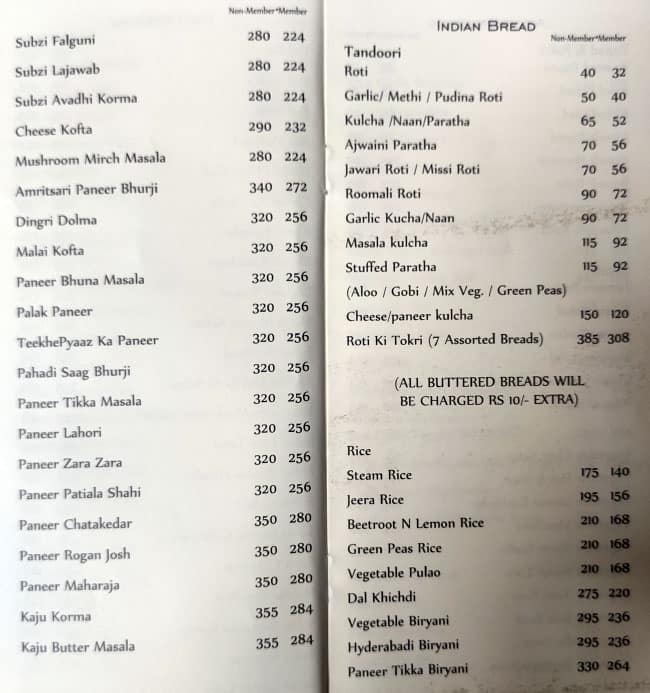 Non-Member*Member
Subzi Falguni 280 224
Subzi Lajawab 280 224
Subzi Avadhi Korma 280 224
Cheese Kofta 290 232
Mushroom Mirch Masala 280 224
Amritsari Paneer Bhurji 340 272
Dingri Dolma 320 256
Malai Kofta 320 256
Paneer Bhuna Masala 320 256
Palak Paneer 320 256
TeekhePyaaz Ka Paneer 320 256
Pahadi Saag Bhurji 320 256
Paneer Tikka Masala 320 256
Paneer Lahori 320 256
Paneer Zara Zara 320 256
Paneer Patiala Shahi 320 256
Paneer Chatakedar 350 280
Paneer Rogan Josh 350 280
Paneer Maharaja 350 280
Kaju Korma 355 284
Kaju Butter Masala 355 284
INDIAN BREAD
Non-Member*Member
Tandoori
Roti 40 32
Garlic/ Methi / Pudina Roti 50 40
Kulcha /Naan/Paratha 65 52
Ajwaini Paratha 70 56
Jawari Roti / Missi Roti 70 56
Roomali Roti 90 72
Garlic Kucha/Naan 90 72
Masala kulcha 115 92
Stuffed Paratha 115 92
(Aloo / Gobi / Mix Veg. / Green Peas)
Cheese/paneer kulcha 150 120
Roti Ki Tokri (7 Assorted Breads) 385 308
(ALL BUTTERED BREADS WILL
BE CHARGED RS 10/- EXTRA)
Rice
Steam Rice 175 140
Jeera Rice 195 156
Beetroot N Lemon Rice 210 168
Green Peas Rice 210 168
Vegetable Pulao 210 168
Dal Khichdi 275 220
Vegetable Biryani 295 236
Hyderabadi Biryani 295 236
Paneer Tikka Biryani 330 264